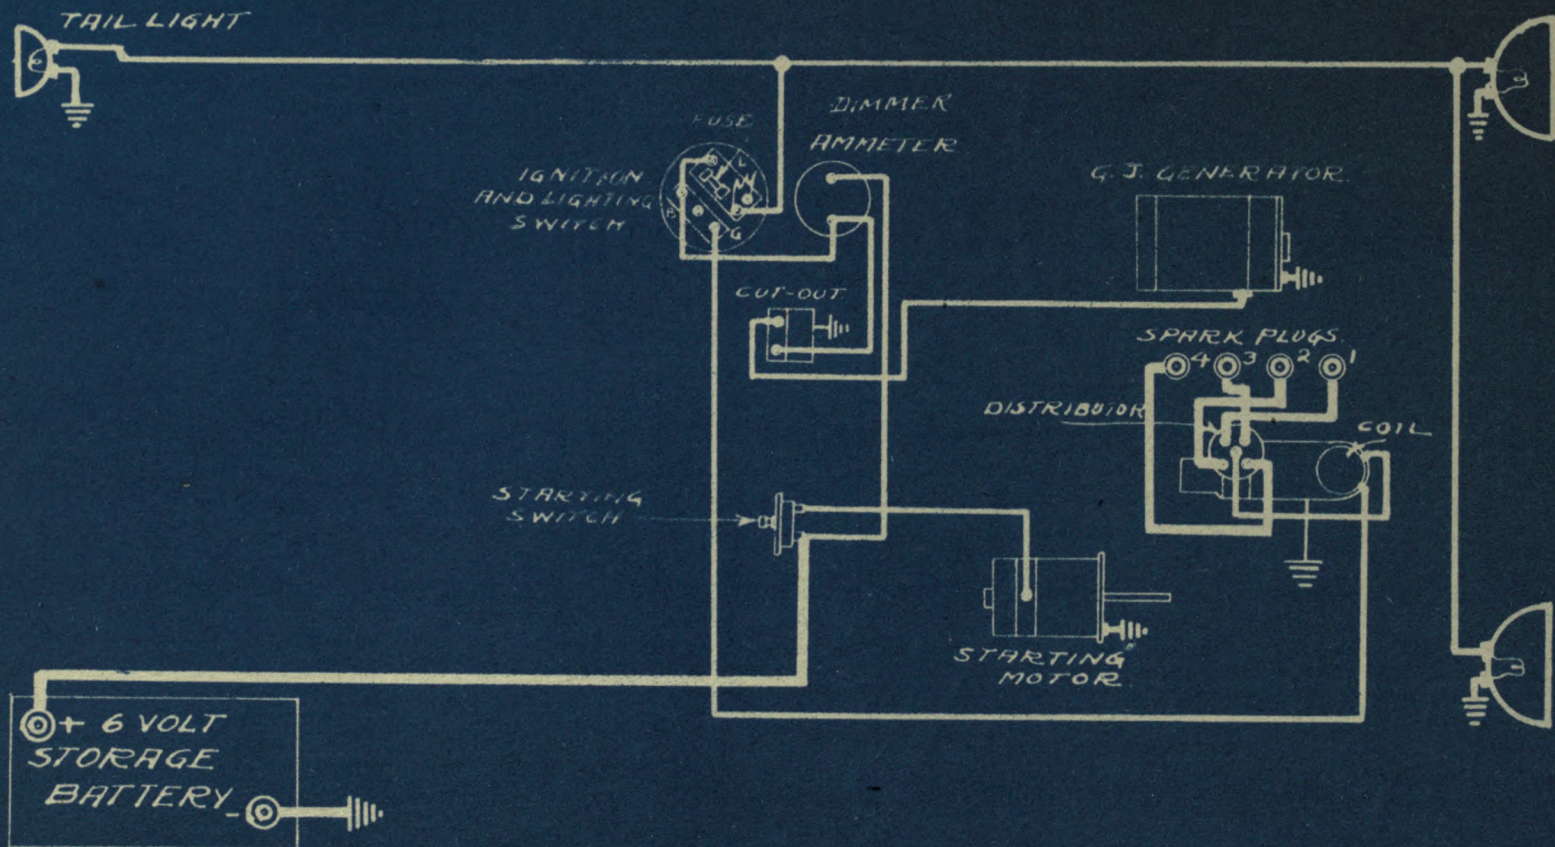 TAIL LIGHT
DIMMER
FUSE
AMMETER
IGNITION
AND LIGHTING
SWITCH
L
B
G
G. J. GENERATOR
CUT-OUT
SPARK PLUGS
4 3 2 1
DISTRIBUTOR
COIL
STARTING
SWITCH
STARTING
MOTOR
+ 6 VOLT
STORAGE
BATTERY -